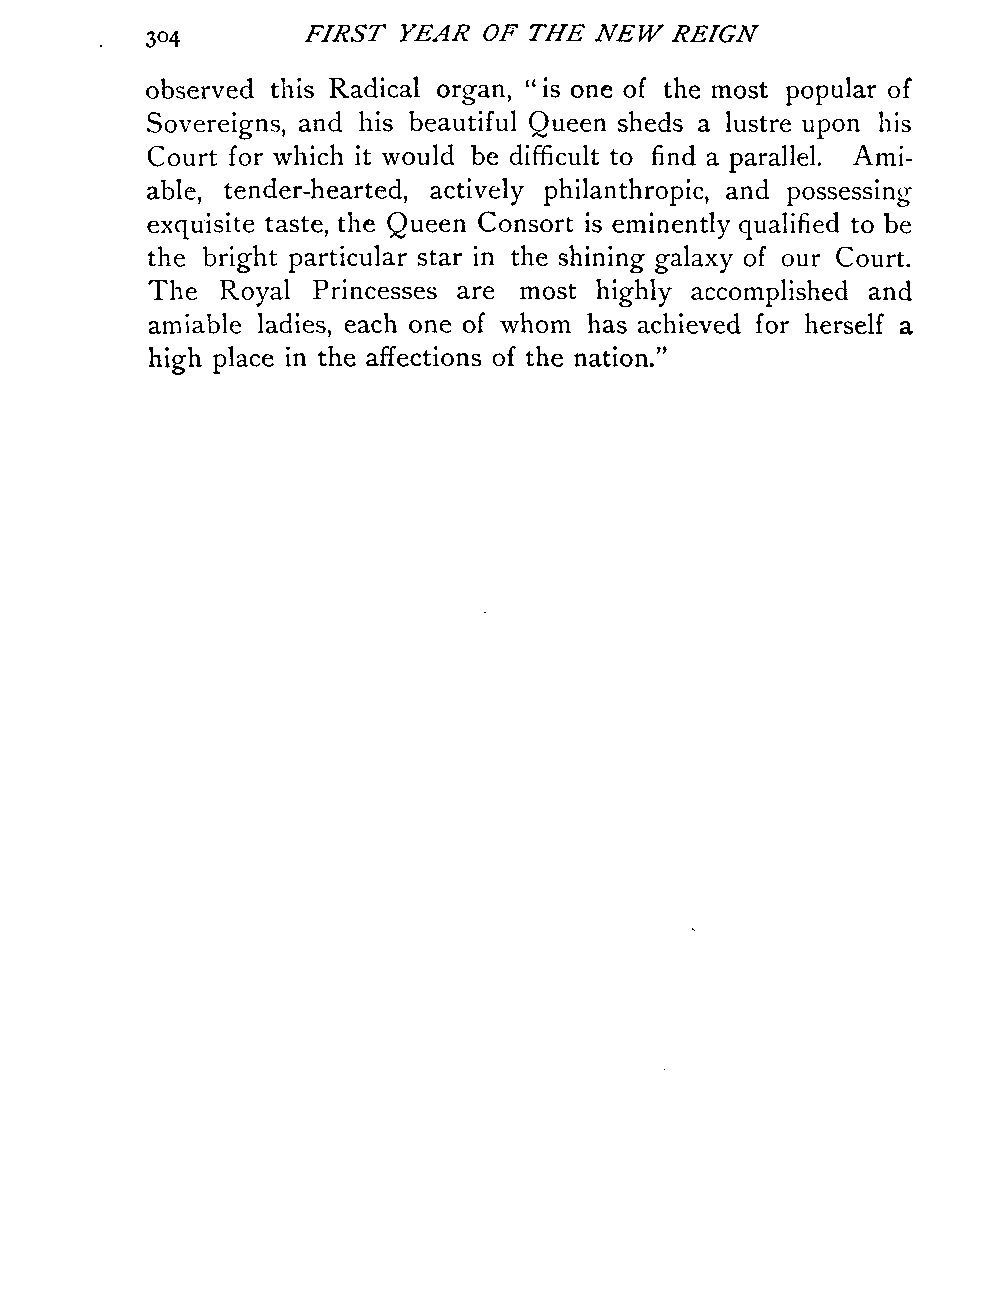 304 FIRST YEAR OF THE NEW REIGN
observed this Radical organ, “is one of the most popular of
Sovereigns, and his beautiful Queen sheds a lustre upon his
Court for which it would be difficult to find a parallel. Ami-
able, tender-hearted, actively philanthropic, and possessing
exquisite taste, the Queen Consort is eminently qualified to be
the bright particular star in the shining galaxy of our Court.
The Royal Princesses are most highly accomplished and
amiable ladies, each one of whom has achieved for herself a
high place in the affections of the nation.”